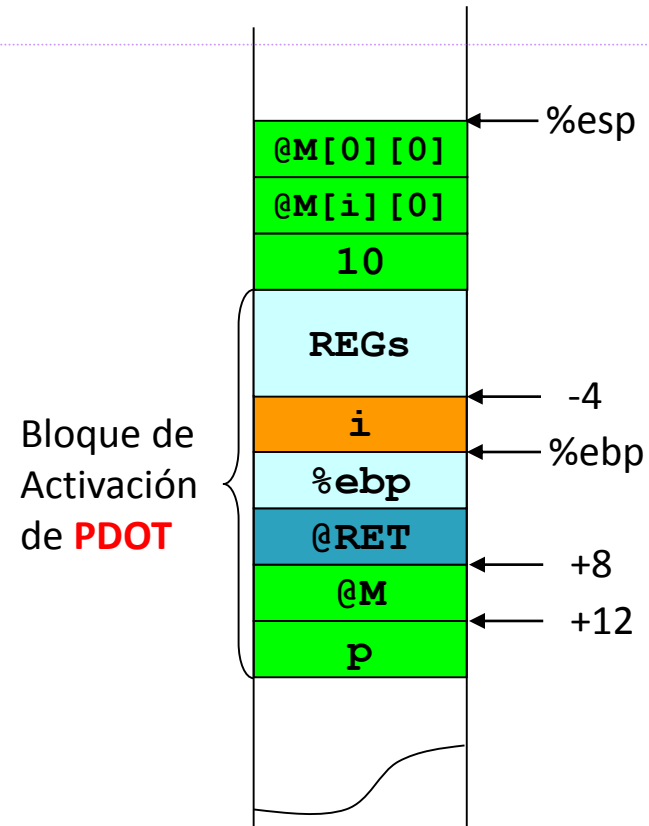 %esp
@M[0][0]
@M[i][0]
10
REGs
-4
i
%ebp
%ebp
@RET
+8
@M
+12
p
Bloque de
Activación
de PDOT